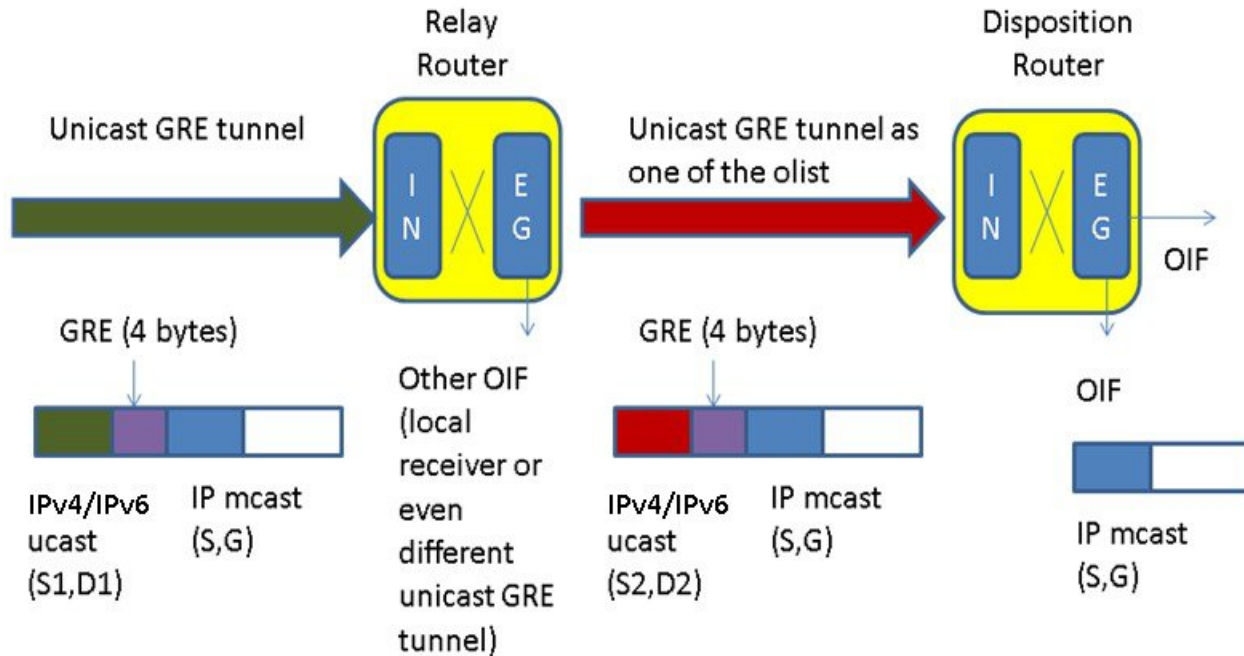 Relay
Router
Disposition
Router
Unicast GRE tunnel
Unicast GRE tunnel as
one of the olist
I
N
E
G
I
N
E
G
OIF
GRE (4 bytes)
IPv4/IPv6
ucast
(S1,D1)
IP mcast
(S,G)
Other OIF
(local
receiver or
even
different
unicast GRE
tunnel)
GRE (4 bytes)
IPv4/IPv6
ucast
(S2,D2)
IP mcast
(S,G)
OIF
IP mcast
(S,G)